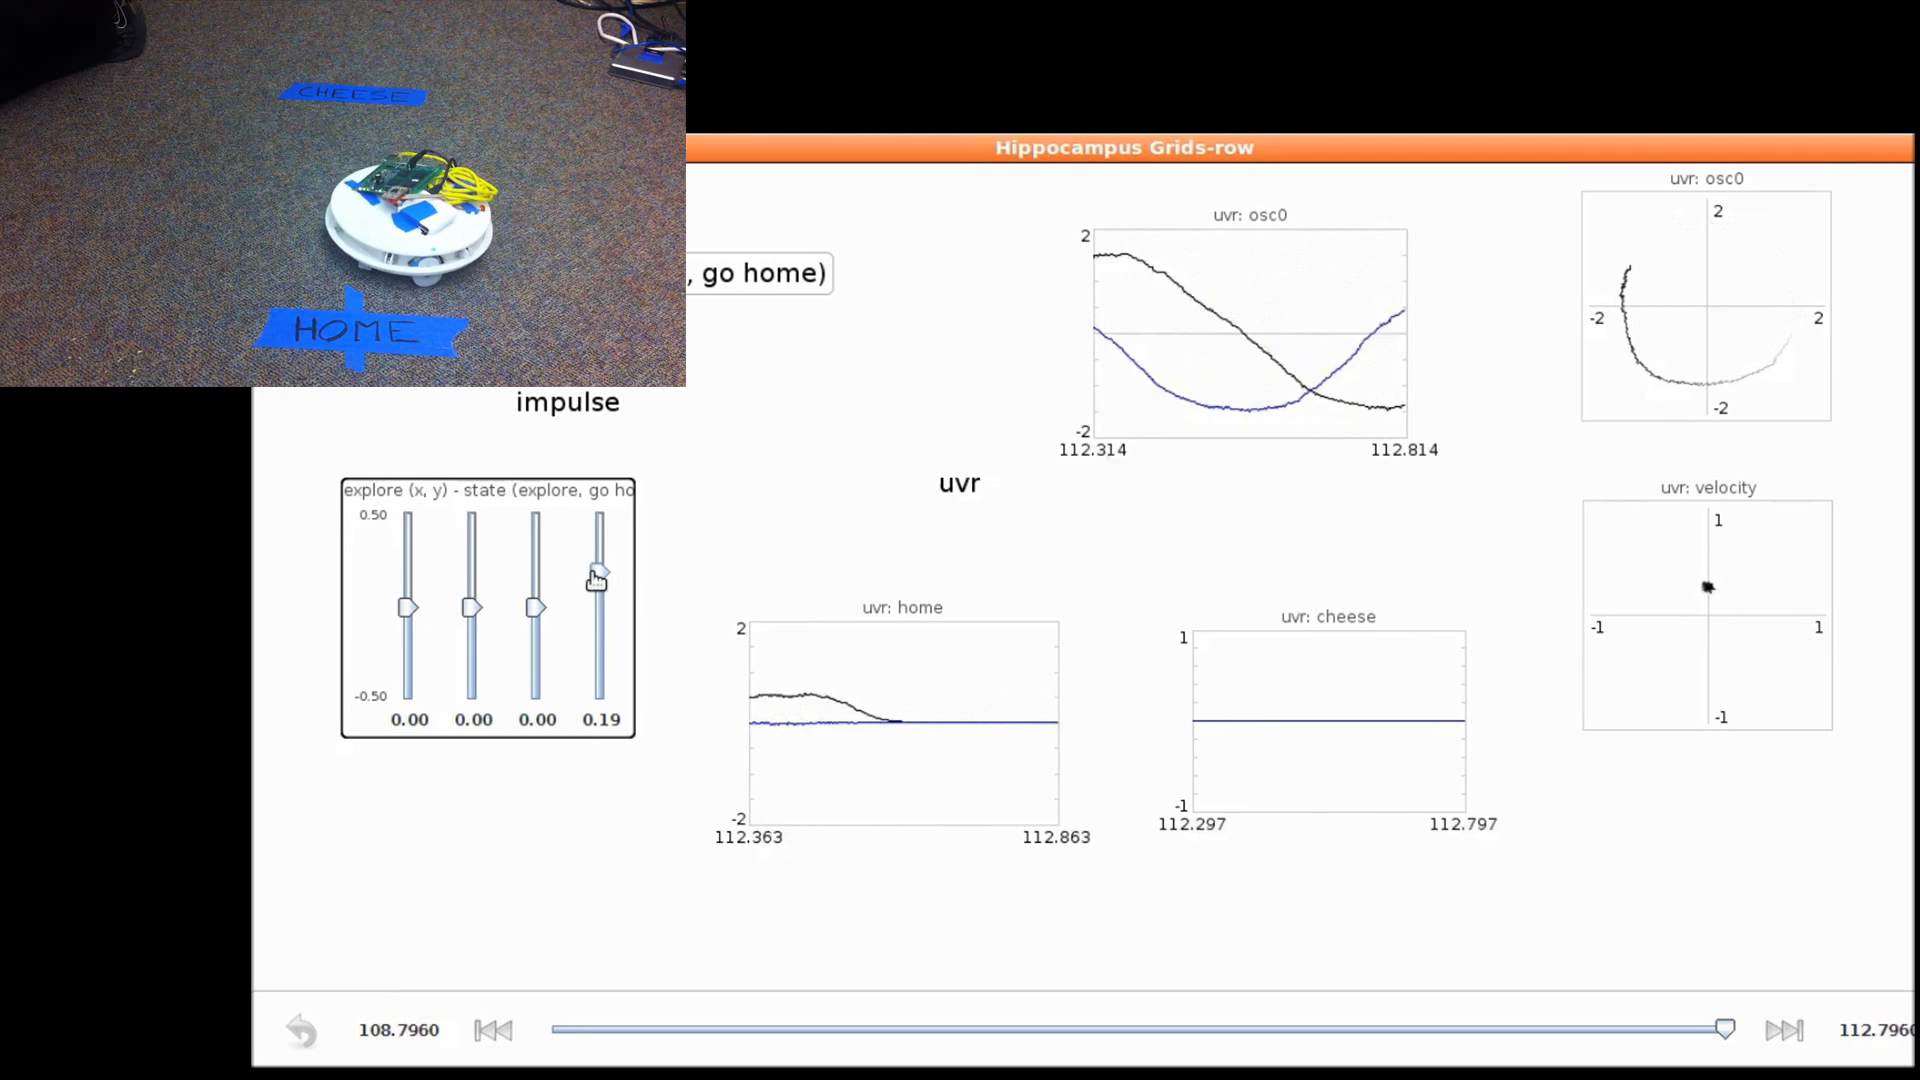 CHEESE
HOME
Hippocampus Grids-row
, go home)
impulse
explore (x, y) - state (explore, go ho
0.50
-0.50
0.00 0.00 0.00 0.19
uvr
uvr: osc0
2
-2
112.314 112.814
uvr: osc0
2
-2 2
-2
uvr: velocity
1
-1 1
-1
uvr: home
2
-2
112.363 112.863
uvr: cheese
1
-1
112.297 112.797
108.7960 112.7960